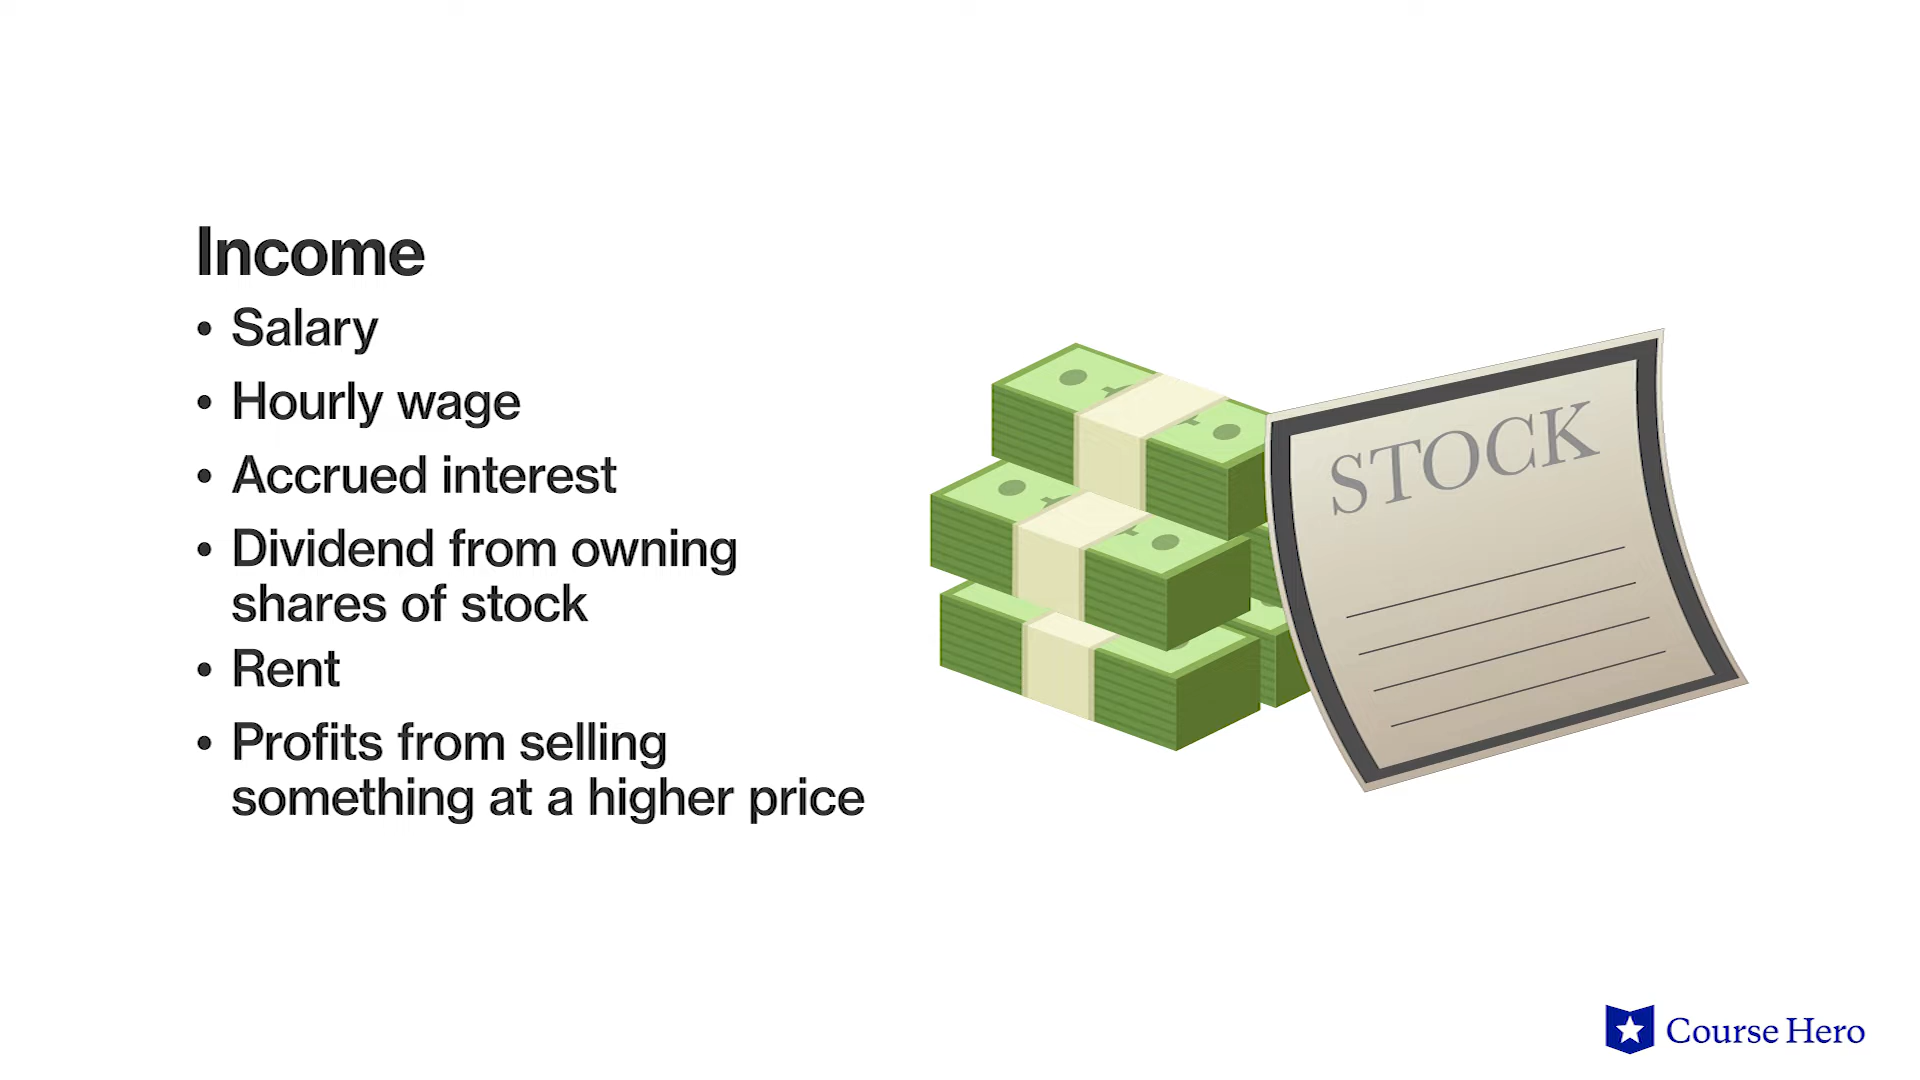 Income
• Salary
• Hourly wage
• Accrued interest
• Dividend from owning
shares of stock
• Rent
• Profits from selling
something at a higher price
STOCK
Course Hero